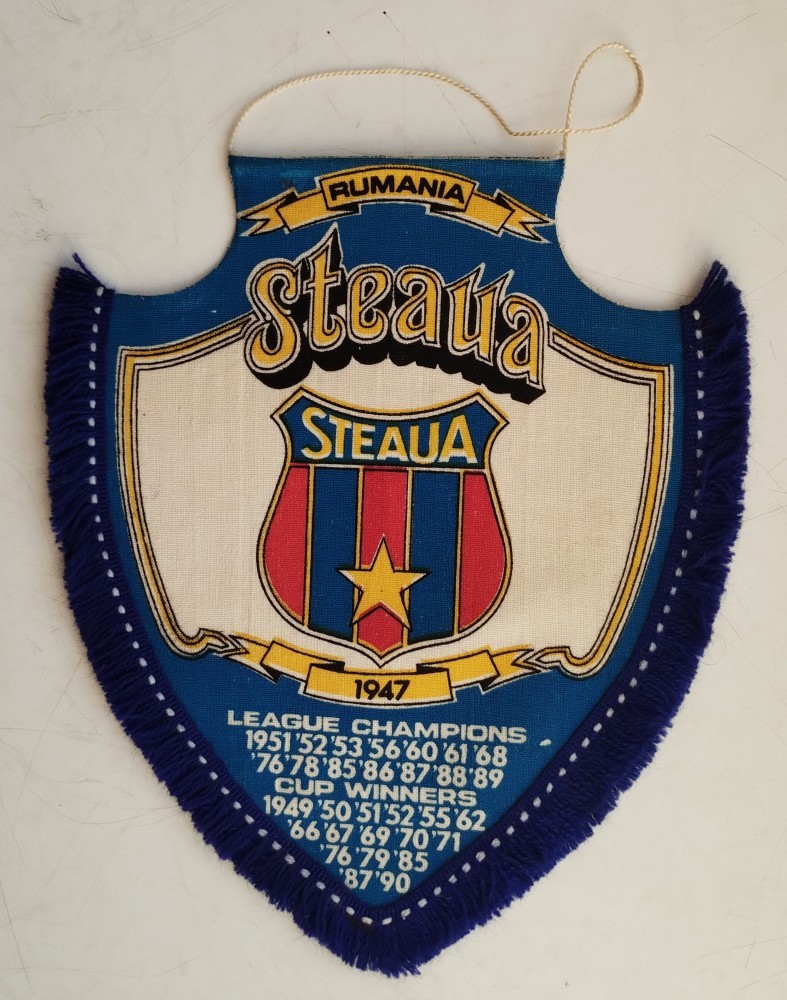 RUMANIA
Steaua
STEAUA
1947
LEAGUE CHAMPIONS
1951 '52 '53 '56 '60 '61 '68
'76 '78 '85 '86 '87 '88 '89
CUP WINNERS
1949 '50 '51 '52 '55 '62
'66 '67 '69 '70 '71
'76 '79 '85
'87 '90